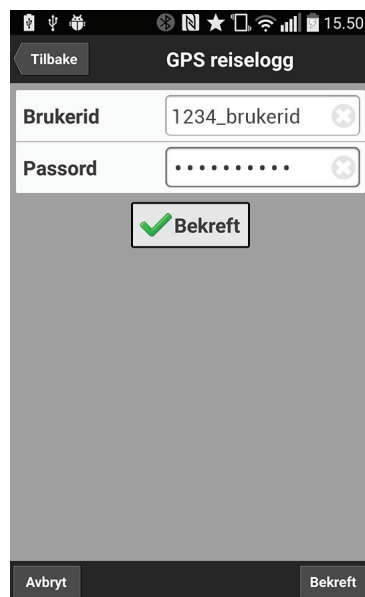 15.50
Tilbake GPS reiselogg
Brukerid 1234_brukerid
Passord ••••••••••
Bekreft
Avbryt Bekreft